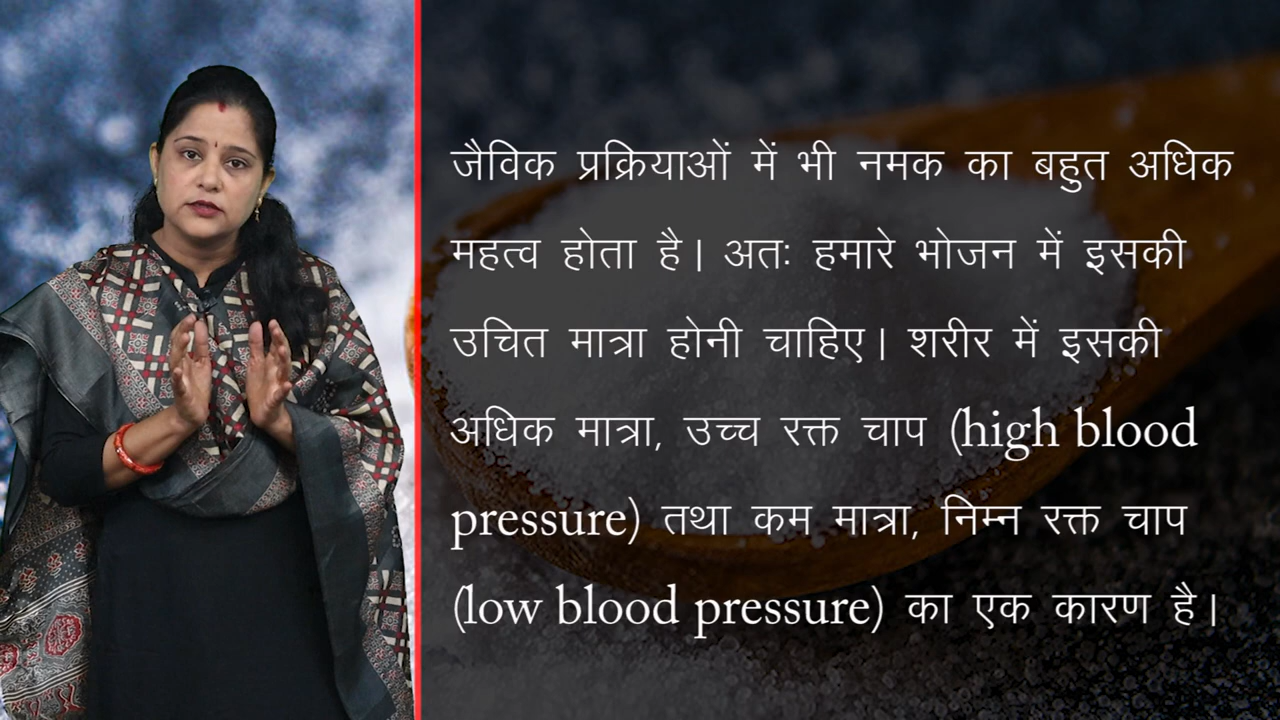 जैविक प्रक्रियाओं में भी नमक का बहुत अधिक
महत्व होता है। अतः हमारे भोजन में इसकी
उचित मात्रा होनी चाहिए। शरीर में इसकी
अधिक मात्रा, उच्च रक्त चाप (high blood
pressure) तथा कम मात्रा, निम्न रक्त चाप
(low blood pressure) का एक कारण है।